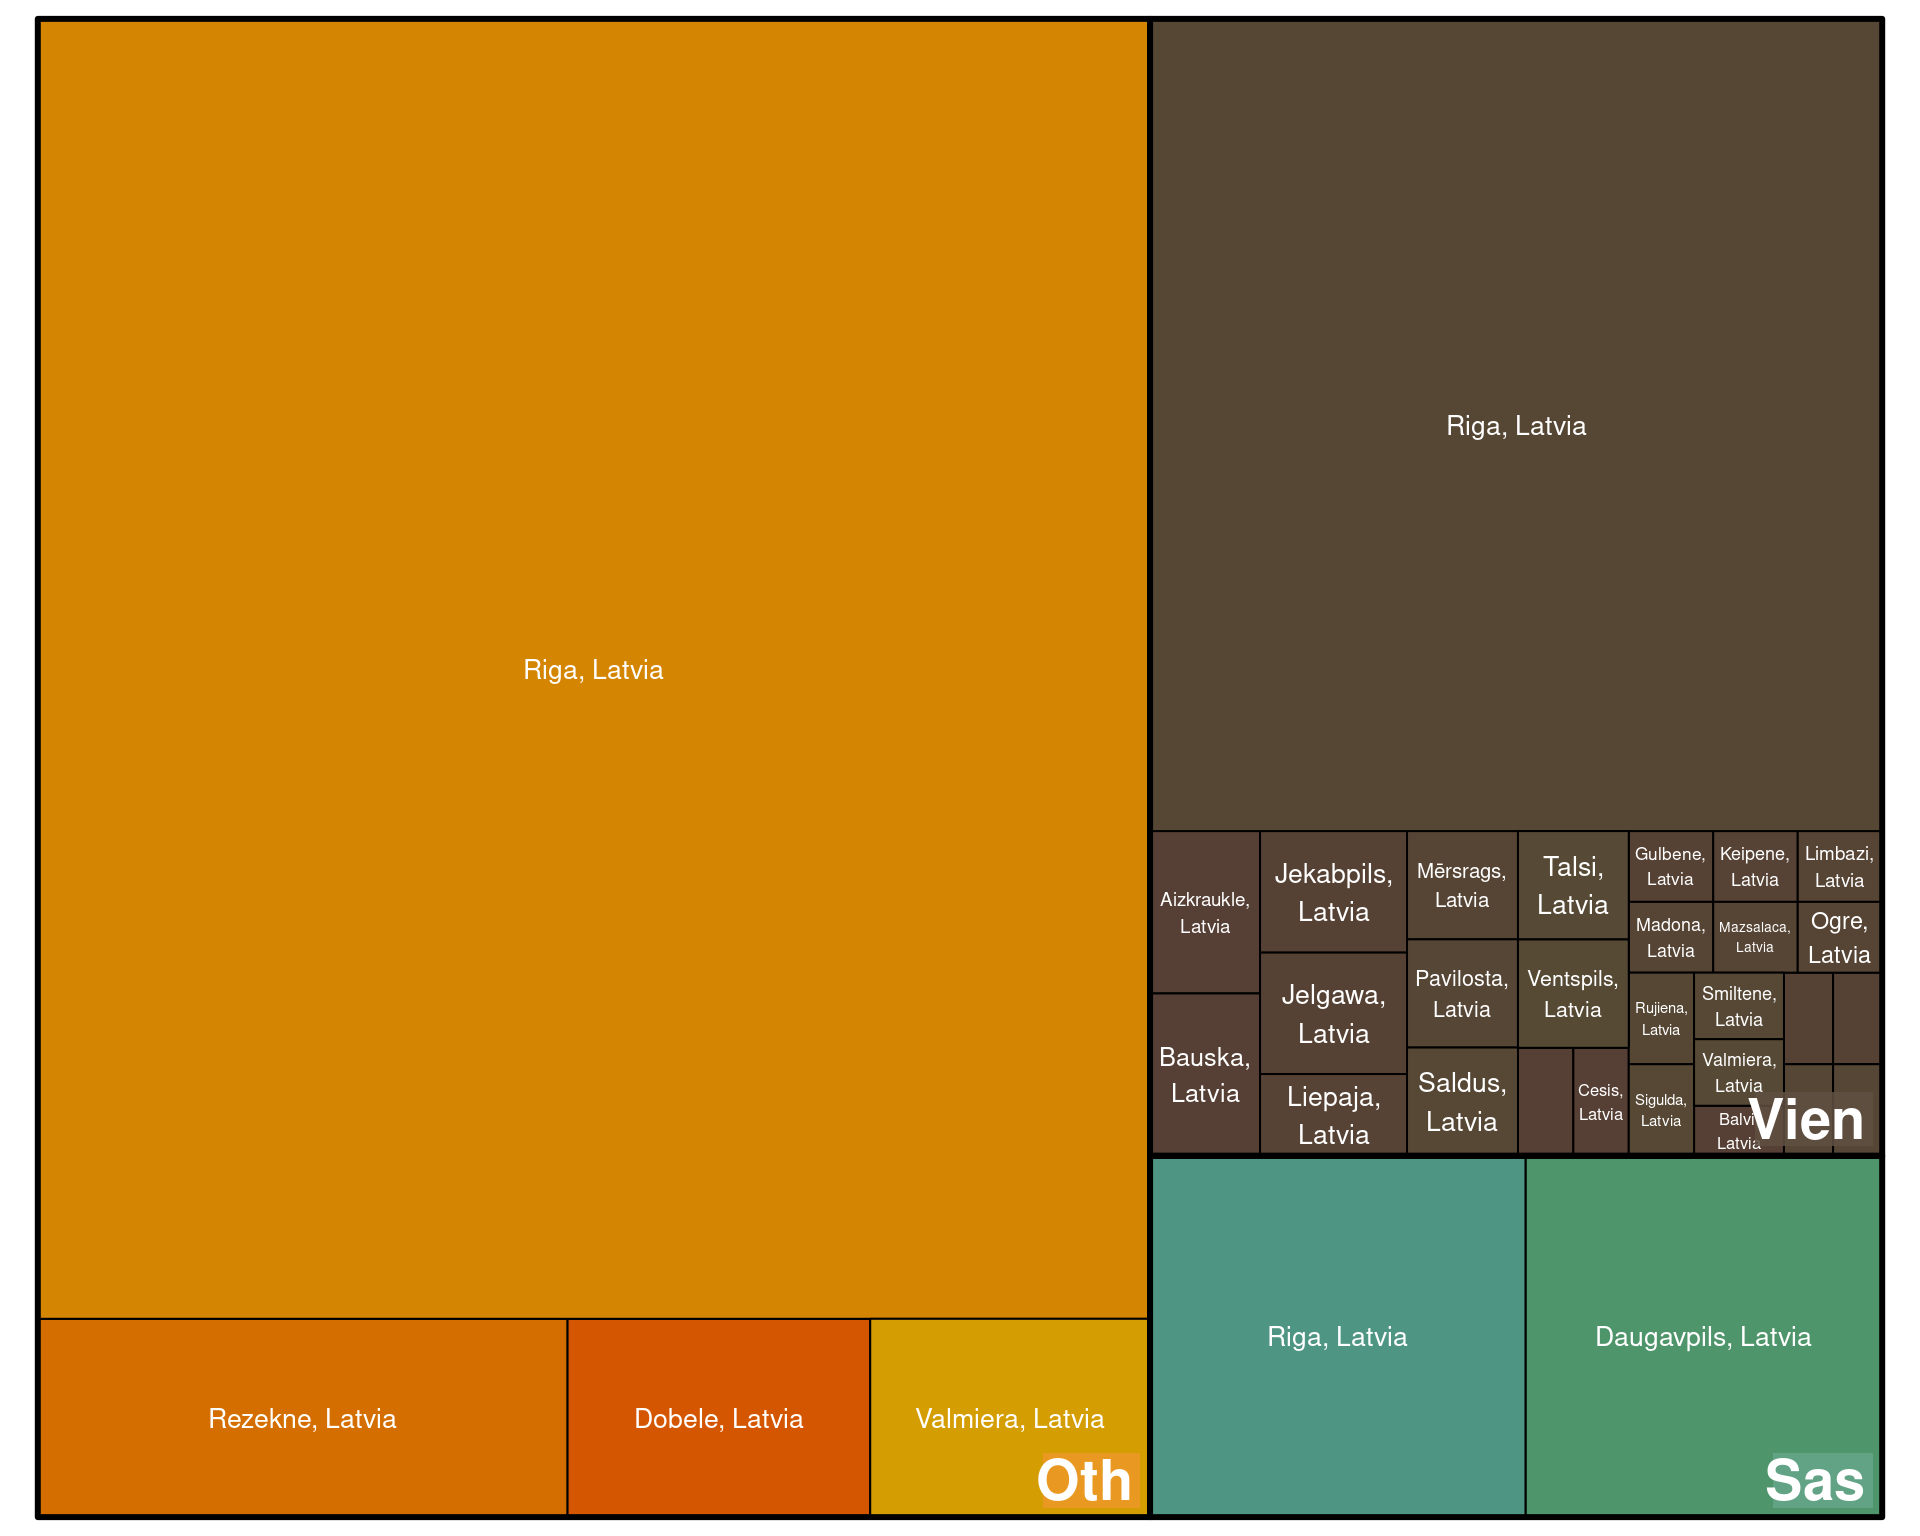 Riga, Latvia
Rezekne, Latvia
Dobele, Latvia
Valmiera, Latvia
Oth
Riga, Latvia
Aizkraukle,
Latvia
Bauska,
Latvia
Jekabpils,
Latvia
Jelgawa,
Latvia
Liepaja,
Latvia
Mērsrags,
Latvia
Pavilosta,
Latvia
Saldus,
Latvia
Talsi,
Latvia
Ventspils,
Latvia
Cesis,
Latvia
Gulbene,
Latvia
Keipene,
Latvia
Limbazi,
Latvia
Madona,
Latvia
Mazsalaca,
Latvia
Ogre,
Latvia
Rujiena,
Latvia
Sigulda,
Latvia
Smiltene,
Latvia
Valmiera,
Latvia
Balvi
Latvia
Vien
Riga, Latvia
Daugavpils, Latvia
Sas